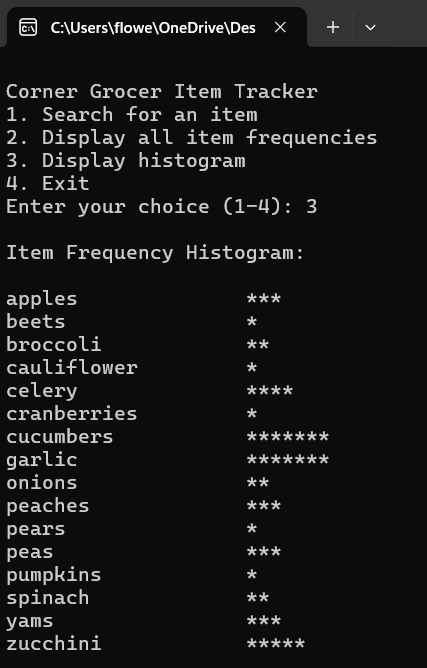 C:\Users\flowe\OneDrive\Des
Corner Grocer Item Tracker
1. Search for an item
2. Display all item frequencies
3. Display histogram
4. Exit
Enter your choice (1-4): 3
Item Frequency Histogram:
apples ***
beets *
broccoli **
cauliflower *
celery ****
cranberries *
cucumbers *******
garlic *******
onions **
peaches ***
pears *
peas ***
pumpkins *
spinach **
yams ***
zucchini *****